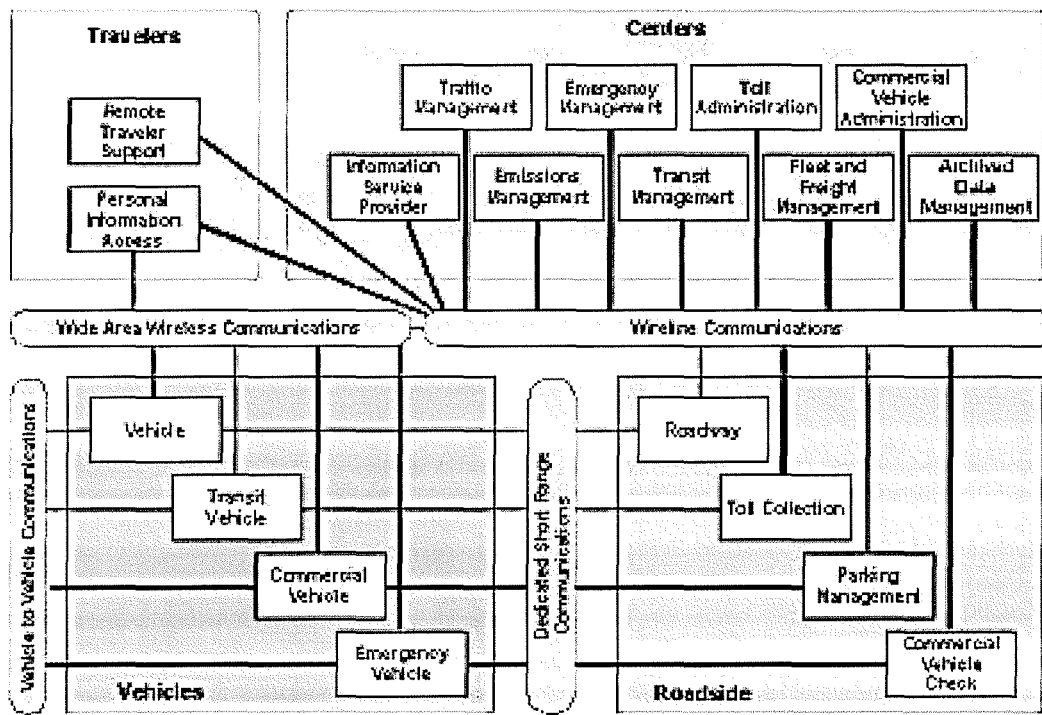 Travelers
Remote
Traveler
Support
Personal
Information
Access
Centers
Traffic
Management
Emergency
Management
Toll
Administration
Commercial
Vehicle
Administration
Information
Service
Provider
Emissions
Management
Transit
Management
Fleet and
Freight
Management
Archived
Data
Management
Wide Area Wireless Communications
Wireline Communications
Vehicle to Vehicle Communications
Vehicle
Transit
Vehicle
Commercial
Vehicle
Emergency
Vehicle
Vehicles
Dedicated Short Range
Communications
Roadway
Toll Collection
Parking
Management
Commercial
Vehicle
Check
Roadside